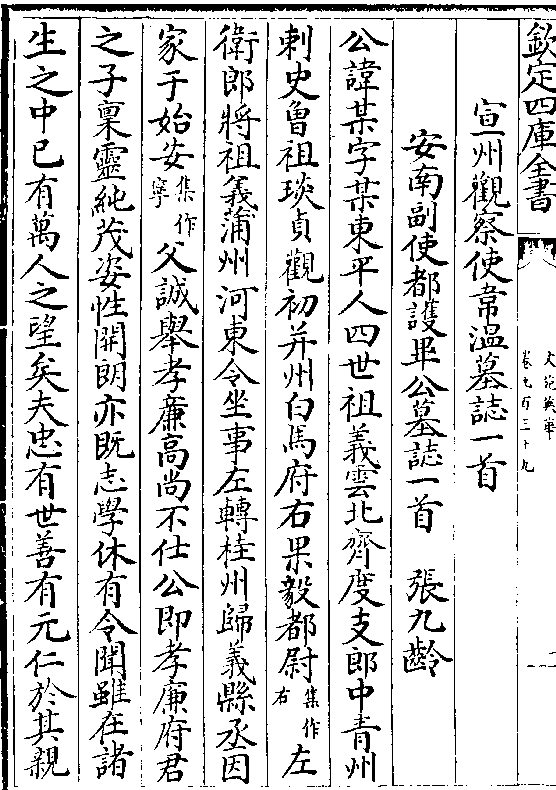 欽定四庫全書
文苑英華
卷九百三十九
一
宣州觀察使韋溫墓誌一首
安南副使都護畢公墓誌一首　張九齡
公諱某字某東平人四世祖義雲北齊度支郎中青州
刺史曾祖琰貞觀初并州白馬府右果毅都尉集作右左
衛郎將祖義蒲州河東令坐事左轉桂州歸義縣丞因
家于始安集作寧父誠舉孝廉高尚不仕公即孝廉府君
之子稟靈純茂姿性開朗亦既志學休有令聞雖在諸
生之中已有萬人之望矣夫忠有世善有元仁於其親